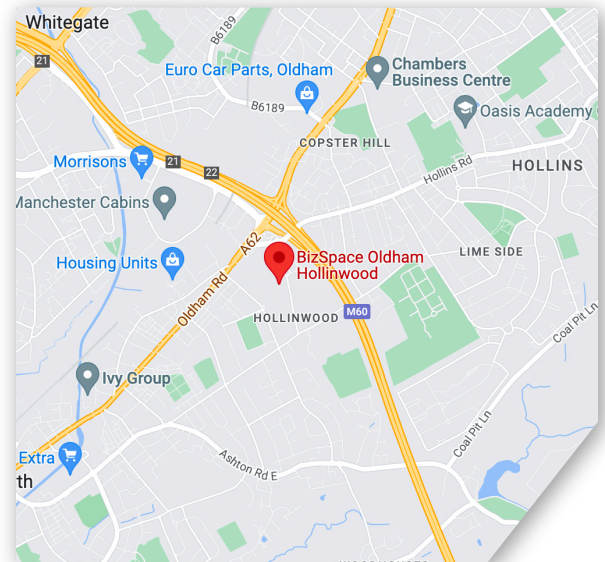 Whitegate
B6189
21
Euro Car Parts, Oldham
Chambers
Business Centre
B6189
Oasis Academy
COPSTER HILL
Morrisons
21
22
Hollins Rd
HOLLINS
Manchester Cabins
A62
Housing Units
BizSpace Oldham
Hollinwood
LIME SIDE
Oldham Rd
HOLLINWOOD
M60
Coal Pit Ln
Ivy Group
Coal Pit Ln
Extra
Ashton Rd E
th